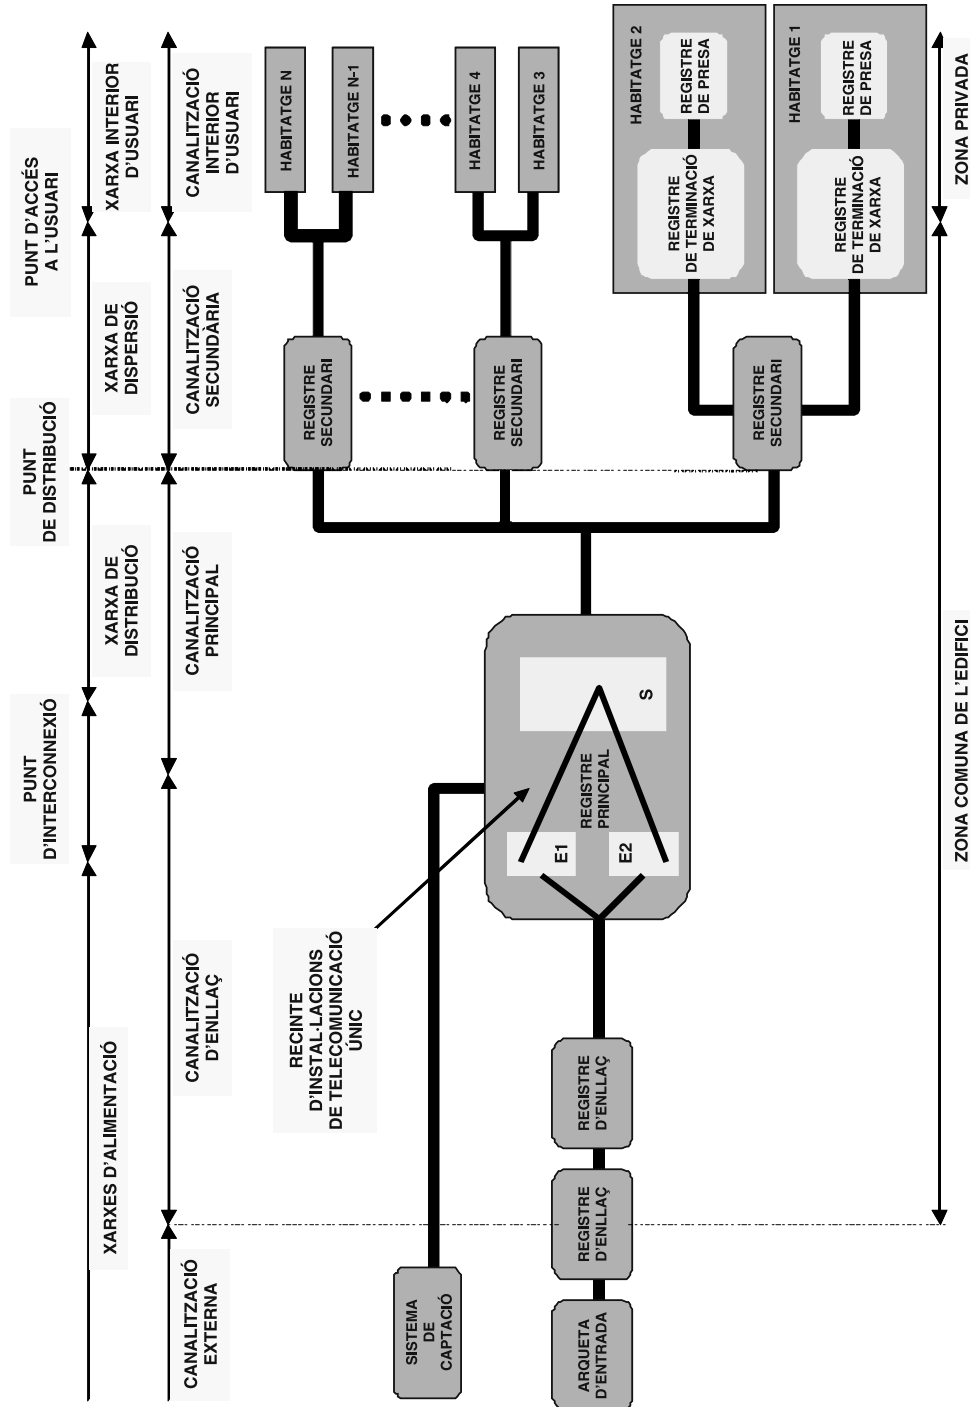 PUNT D'ACCÉS
A L'USUARI
PUNT
DE DISTRIBUCIÓ
PUNT
D'INTERCONNEXIÓ
XARXA INTERIOR
D'USUARI
XARXA DE
DISPERSIÓ
XARXA DE
DISTRIBUCIÓ
XARXES D'ALIMENTACIÓ
CANALITZACIÓ
INTERIOR
D'USUARI
CANALITZACIÓ
SECUNDÀRIA
CANALITZACIÓ
PRINCIPAL
CANALITZACIÓ
D'ENLLAÇ
CANALITZACIÓ
EXTERNA
HABITATGE N
HABITATGE N-1
HABITATGE 4
HABITATGE 3
HABITATGE 2
REGISTRE
DE PRESA
REGISTRE
DE TERMINACIÓ
DE XARXA
HABITATGE 1
REGISTRE
DE PRESA
REGISTRE
DE TERMINACIÓ
DE XARXA
REGISTRE
SECUNDARI
REGISTRE
SECUNDARI
REGISTRE
SECUNDARI
S
REGISTRE
PRINCIPAL
E1
E2
RECINTE
D'INSTAL·LACIONS
DE TELECOMUNICACIÓ
ÚNIC
REGISTRE
D'ENLLAÇ
REGISTRE
D'ENLLAÇ
SISTEMA
DE
CAPTACIÓ
ARQUETA
D'ENTRADA
ZONA PRIVADA
ZONA COMUNA DE L'EDIFICI